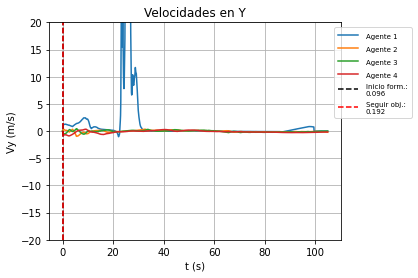 Velocidades en Y
Vy (m/s)
20
15
10
5
0
−5
−10
−15
−20
0
20
40
60
80
100
t (s)
Agente 1
Agente 2
Agente 3
Agente 4
Inicio form.:
0.096
Seguir obj.:
0.192